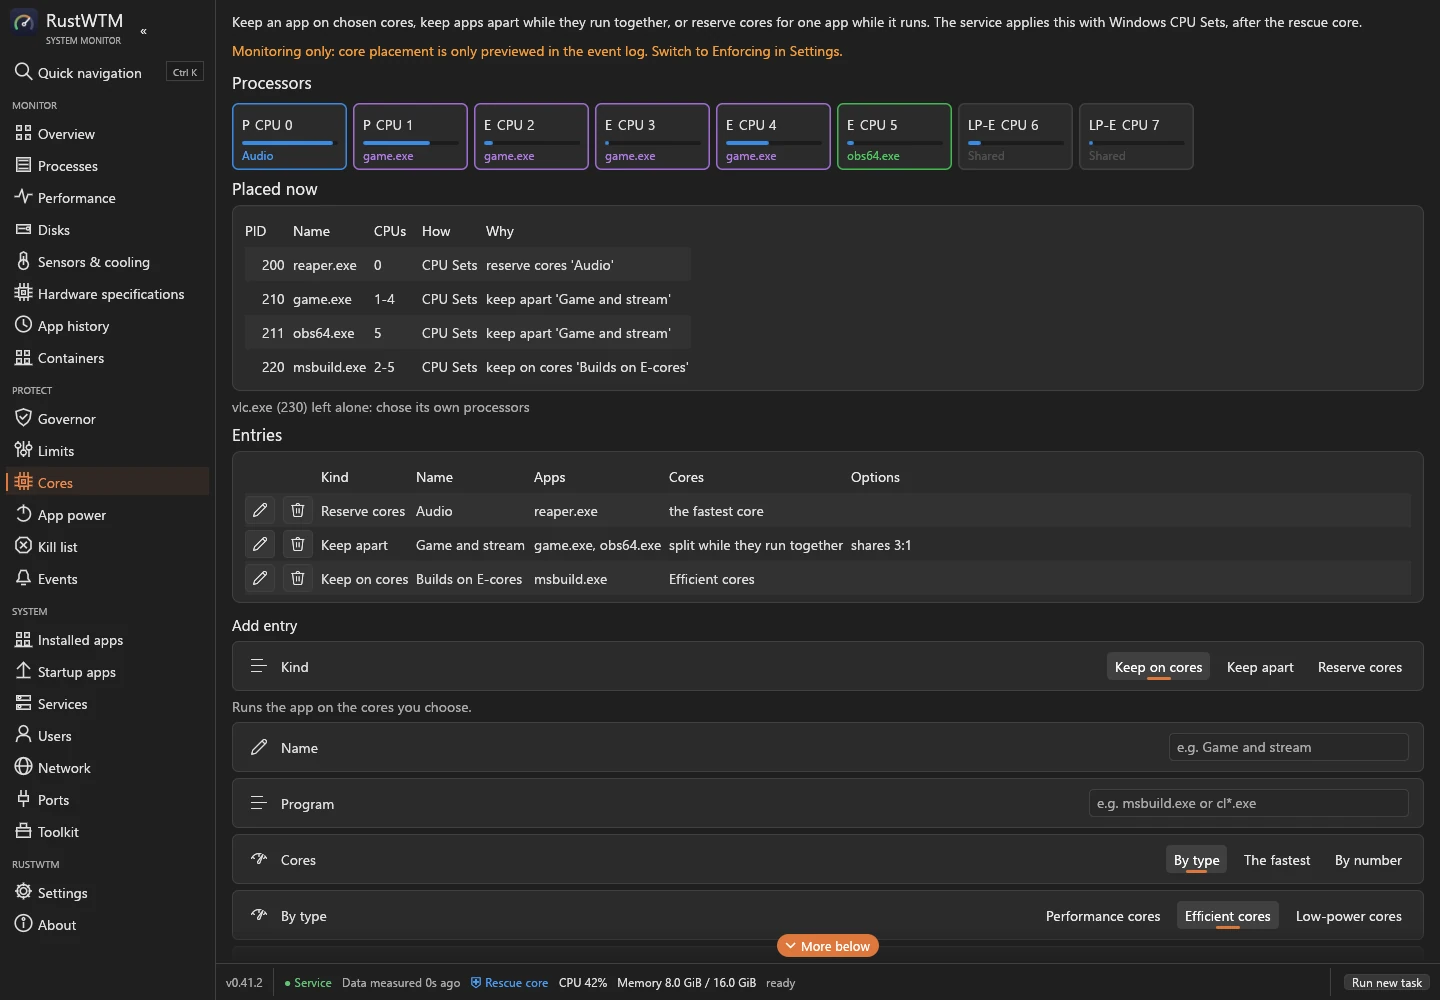 RustWTM
SYSTEM MONITOR
«
Quick navigation
Ctrl K
MONITOR
Overview
Processes
Performance
Disks
Sensors & cooling
Hardware specifications
App history
Containers
PROTECT
Governor
Limits
Cores
App power
Kill list
Events
SYSTEM
Installed apps
Startup apps
Services
Users
Network
Ports
Toolkit
RUSTWTM
Settings
About
Keep an app on chosen cores, keep apps apart while they run together, or reserve cores for one app while it runs. The service applies this with Windows CPU Sets, after the rescue core.
Monitoring only: core placement is only previewed in the event log. Switch to Enforcing in Settings.
Processors
P CPU 0
Audio
P CPU 1
game.exe
E CPU 2
game.exe
E CPU 3
game.exe
E CPU 4
game.exe
E CPU 5
obs64.exe
LP-E CPU 6
Shared
LP-E CPU 7
Shared
Placed now
PID Name CPUs How Why
200 reaper.exe 0 CPU Sets reserve cores 'Audio'
210 game.exe 1-4 CPU Sets keep apart 'Game and stream'
211 obs64.exe 5 CPU Sets keep apart 'Game and stream'
220 msbuild.exe 2-5 CPU Sets keep on cores 'Builds on E-cores'
vlc.exe (230) left alone: chose its own processors
Entries
Kind Name Apps Cores Options
Reserve cores Audio reaper.exe the fastest core
Keep apart Game and stream game.exe, obs64.exe split while they run together shares 3:1
Keep on cores Builds on E-cores msbuild.exe Efficient cores
Add entry
Kind Keep on cores Keep apart Reserve cores
Runs the app on the cores you choose.
Name e.g. Game and stream
Program e.g. msbuild.exe or cl*.exe
Cores By type The fastest By number
By type Performance cores Efficient cores Low-power cores
More below
v0.41.2 Service Data measured 0s ago Rescue core CPU 42% Memory 8.0 GiB / 16.0 GiB ready Run new task